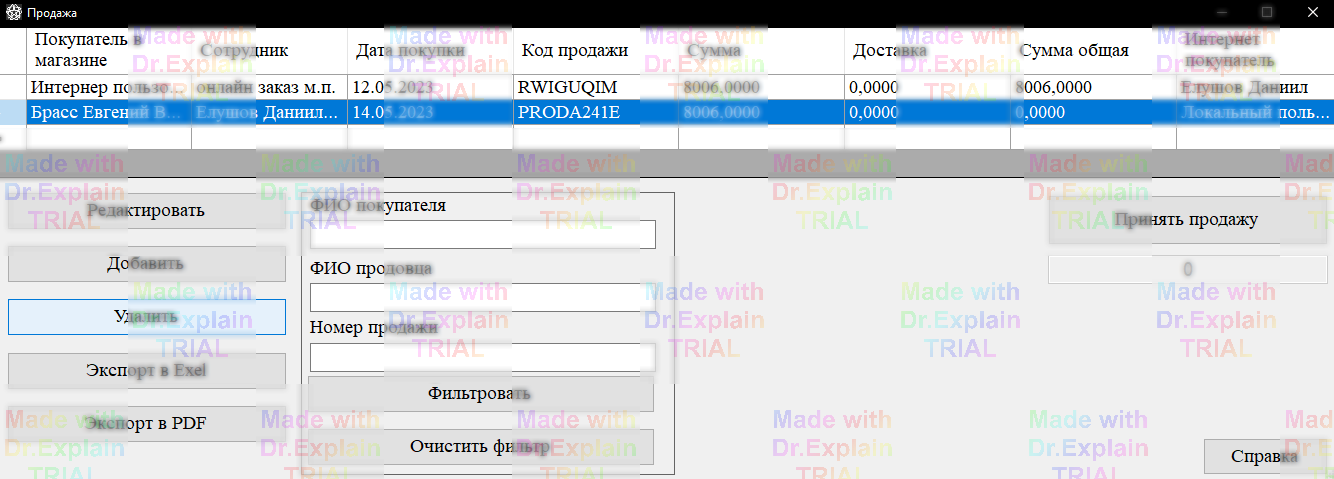 Продажа
Покупатель в магазине Сотрудник Дата покупки Код продажи Сумма Доставка Сумма общая Интернет покупатель
Интернер пользо... онлайн заказ м.п. 12.05.2023 RWIGUQIM 8006,0000 0,0000 8006,0000 Елушов Даниил
Брасс Евгений В... Елушов Даниил... 14.05.2023 PRODA241E 8006,0000 0,0000 0,0000 Локальный поль...
Made with Dr.Explain TRIAL
Редактировать
Добавить
Удалить
Экспорт в Exel
Экспорт в PDF
ФИО покупателя
ФИО продовца
Номер продажи
Фильтровать
Очистить фильтр
Принять продажу
0
Справка